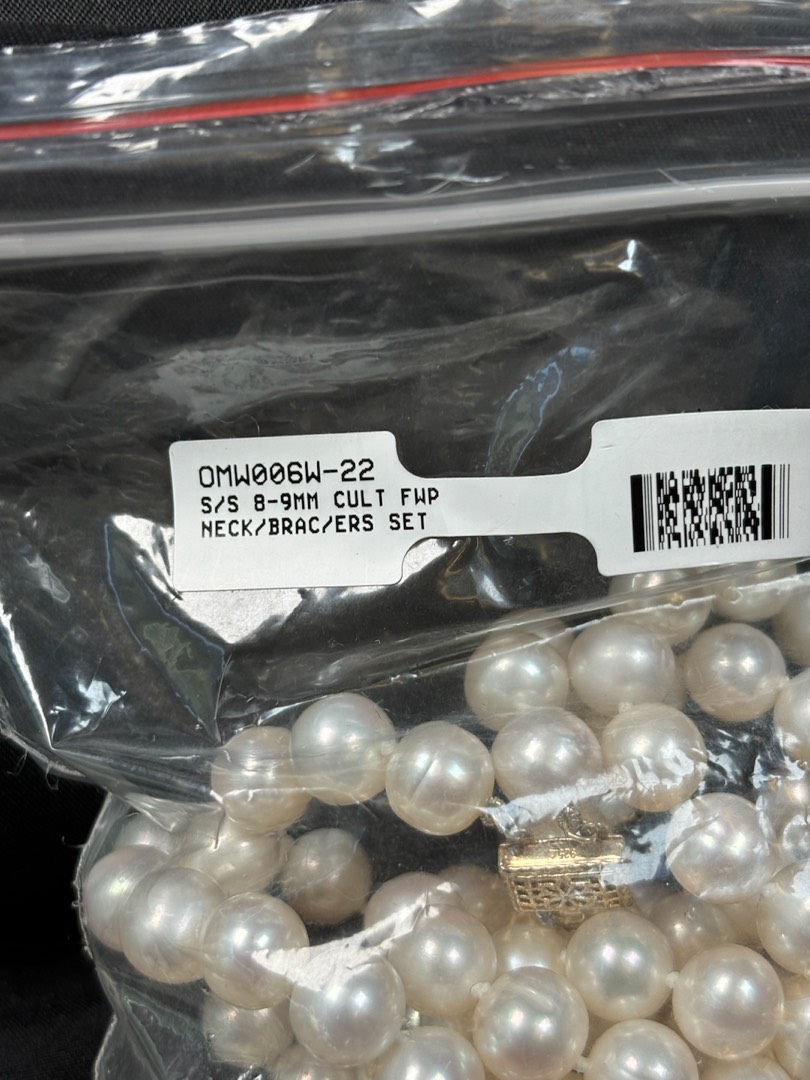 OMW006W-22
S/S 8-9MM CULT FWP
NECK/BRAC/ERS SET